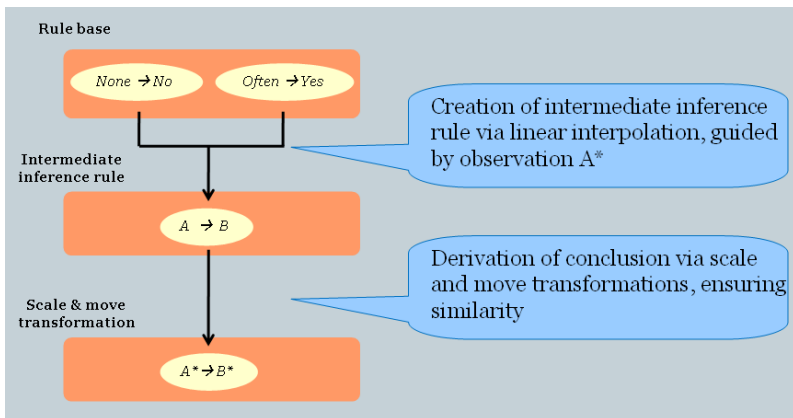 Rule base
None → No
Often → Yes
Creation of intermediate inference
rule via linear interpolation, guided
by observation A*
Intermediate
inference rule
A → B
Derivation of conclusion via scale
and move transformations, ensuring
similarity
Scale & move
transformation
A* → B*